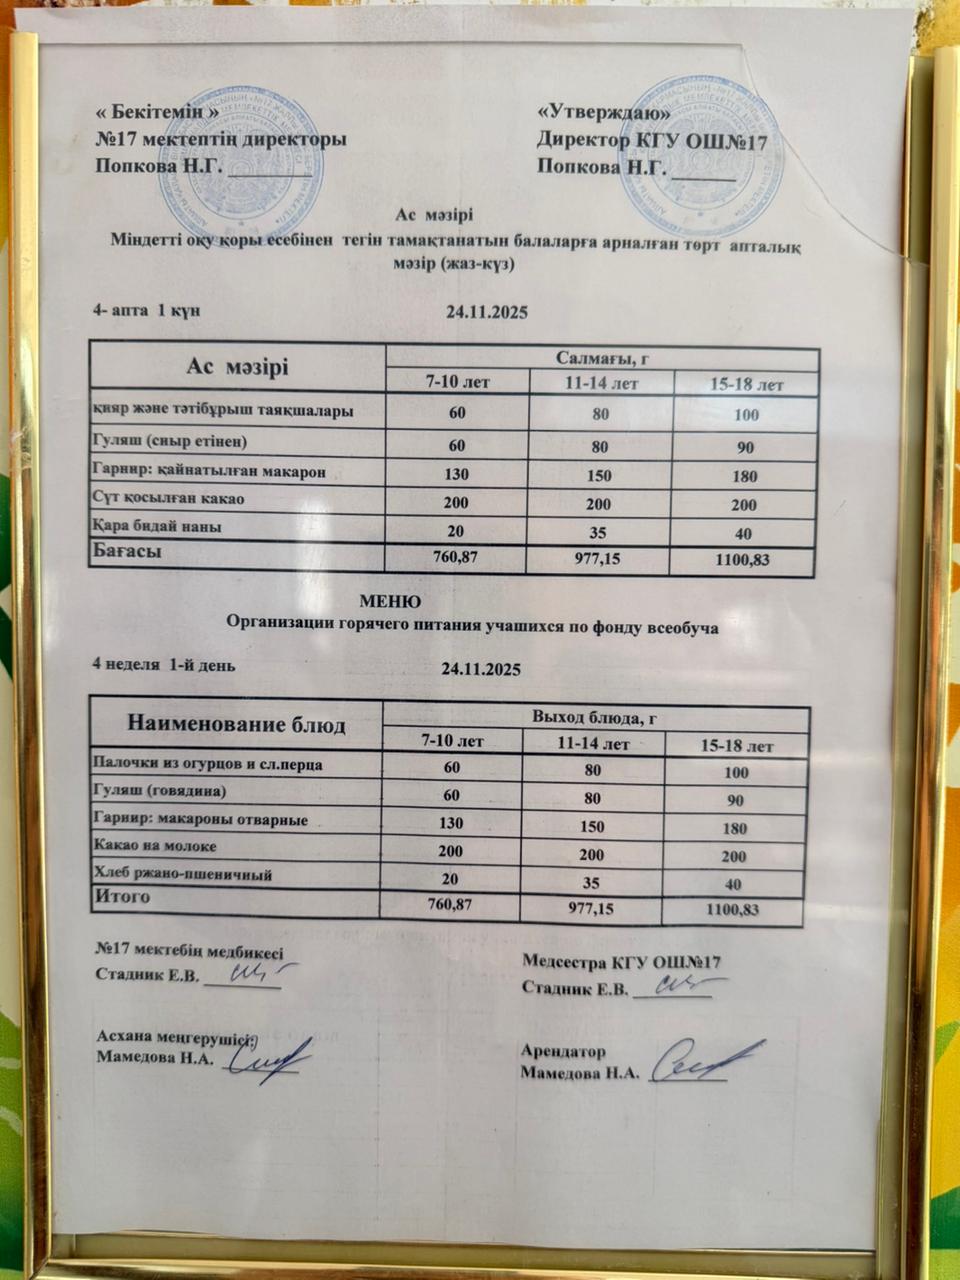 « Бекітемін »
№17 мектептің директоры
Попкова Н.Г. ________
«Утверждаю»
Директор КГУ ОШ№17
Попкова Н.Г. ______
Ас мәзірі
Міндетті оқу қоры есебінен тегін тамақтанатын балаларға арналған төрт апталық
мәзір (жаз-күз)
4- апта 1 күн 24.11.2025
Ас мәзірі Салмағы, г
7-10 лет 11-14 лет 15-18 лет
қияр және тәтібұрыш таяқшалары 60 80 100
Гуляш (сиыр етінен) 60 80 90
Гарнир: қайнатылған макарон 130 150 180
Сүт қосылған какао 200 200 200
Қара бидай наны 20 35 40
Бағасы 760,87 977,15 1100,83
МЕНЮ
Организации горячего питания учашихся по фонду всеобуча
4 неделя 1-й день 24.11.2025
Наименование блюд Выход блюда, г
7-10 лет 11-14 лет 15-18 лет
Палочки из огурцов и сл.перца 60 80 100
Гуляш (говядина) 60 80 90
Гарнир: макароны отварные 130 150 180
Какао на молоке 200 200 200
Хлеб ржано-пшеничный 20 35 40
Итого 760,87 977,15 1100,83
№17 мектебің медбикесі
Стадник Е.В. ________
Медсестра КГУ ОШ№17
Стадник Е.В. ________
Асхана меңгерушісі:)
Мамедова Н.А. ________
Арендатор
Мамедова Н.А. ________